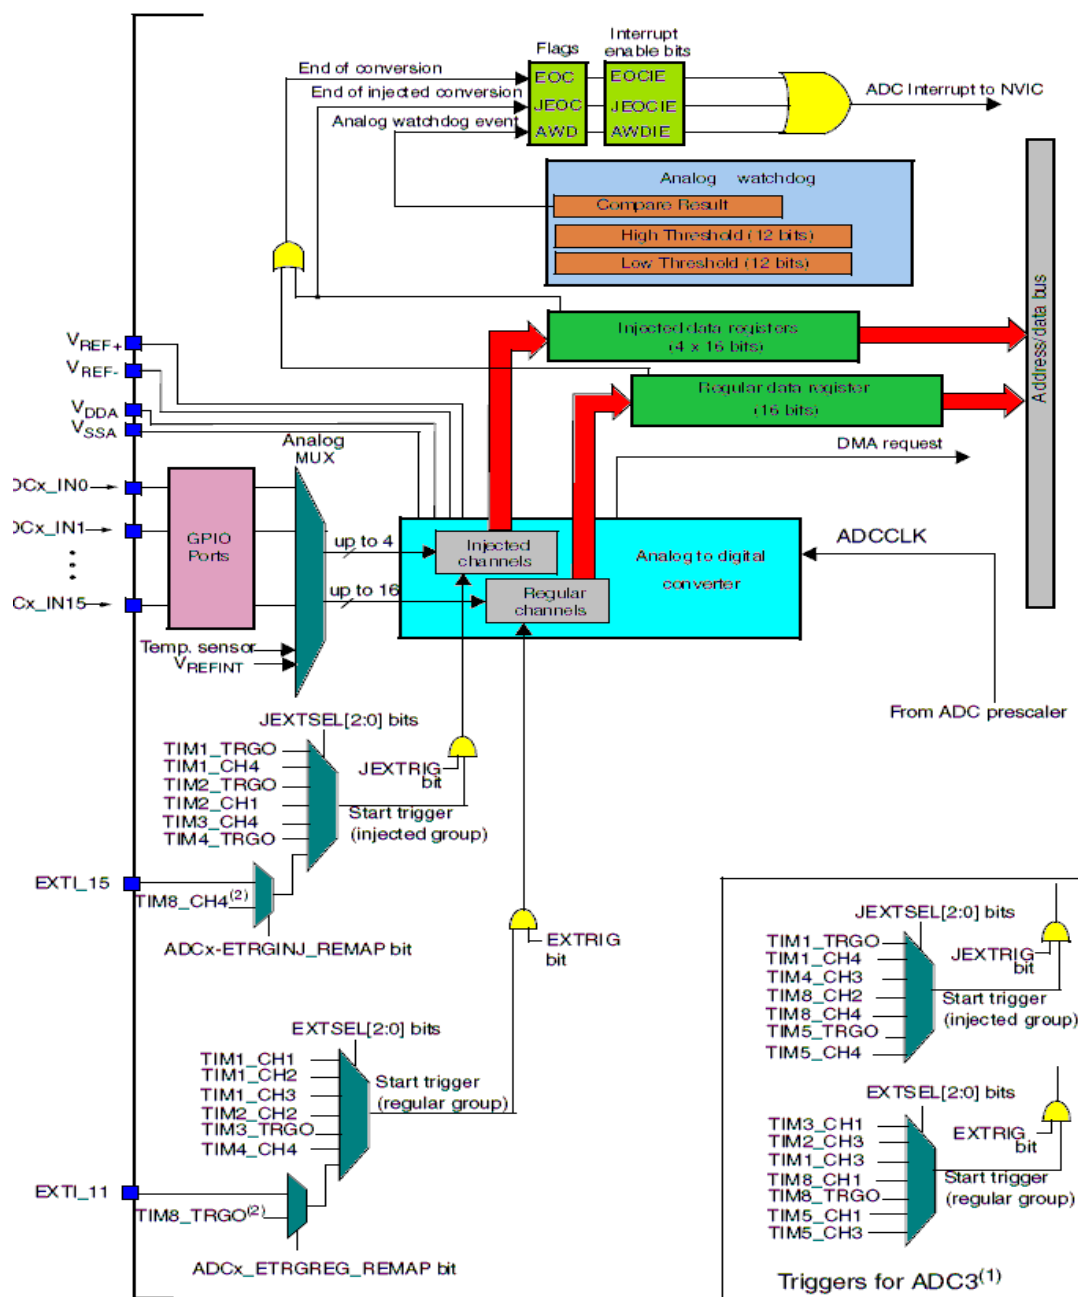 Flags
Interrupt
enable bits
End of conversion
EOC
EOCIE
End of injected conversion
JEOC
JEOCIE
ADC Interrupt to NVIC
Analog watchdog event
AWD
AWDIE
Analog watchdog
Compare Result
High Threshold (12 bits)
Low Threshold (12 bits)
Address/data bus
Injected data registers
(4 x 16 bits)
Regular data register
(16 bits)
VREF+
VREF-
VDDA
VSSA
Analog
MUX
DMA request
DCx_IN0
DCx_IN1
Cx_IN15
GPIO
Ports
up to 4
up to 16
Injected
channels
Regular
channels
Analog to digital
converter
ADCCLK
Temp. sensor
VREFINT
From ADC prescaler
JEXTSEL[2:0] bits
TIM1_TRGO
TIM1_CH4
TIM2_TRGO
TIM2_CH1
TIM3_CH4
TIM4_TRGO
JEXTRIG
bit
Start trigger
(injected group)
EXTI_15
TIM8_CH4(2)
ADCx-ETRGINJ_REMAP bit
EXTRIG
bit
EXTSEL[2:0] bits
TIM1_CH1
TIM1_CH2
TIM1_CH3
TIM2_CH2
TIM3_TRGO
TIM4_CH4
Start trigger
(regular group)
EXTI_11
TIM8_TRGO(2)
ADCx_ETRGREG_REMAP bit
JEXTSEL[2:0] bits
TIM1_TRGO
TIM1_CH4
TIM4_CH3
TIM8_CH2
TIM8_CH4
TIM5_TRGO
TIM5_CH4
JEXTRIG
bit
Start trigger
(injected group)
EXTSEL[2:0] bits
TIM3_CH1
TIM2_CH3
TIM1_CH3
TIM8_CH1
TIM8_TRGO
TIM5_CH1
TIM5_CH3
EXTRIG
bit
Start trigger
(regular group)
Triggers for ADC3(1)